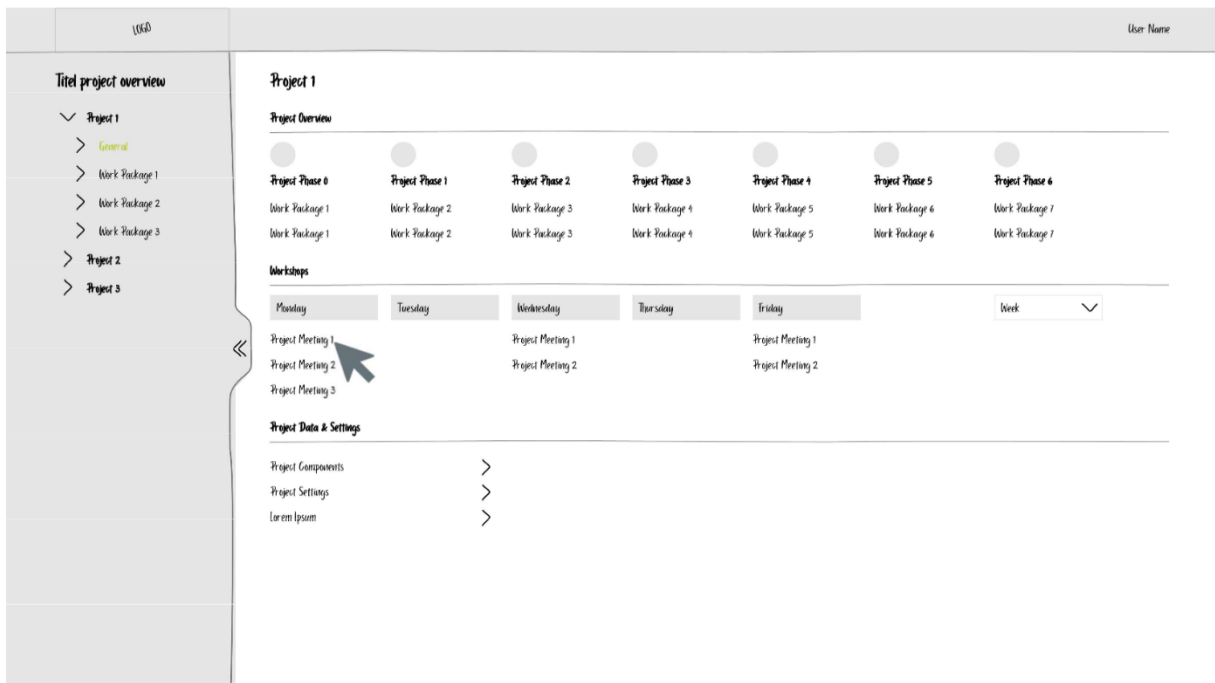 LOGO
User Name
Titel project overview
Project 1
General
Work Package 1
Work Package 2
Work Package 3
Project 2
Project 3
Project 1
Project Overview
Project Phase 0 Project Phase 1 Project Phase 2 Project Phase 3 Project Phase 4 Project Phase 5 Project Phase 6
Work Package 1 Work Package 2 Work Package 3 Work Package 4 Work Package 5 Work Package 6 Work Package 7
Work Package 1 Work Package 2 Work Package 3 Work Package 4 Work Package 5 Work Package 6 Work Package 7
Workshops
Monday Tuesday Wednesday Thursday Friday Week
Project Meeting 1 Project Meeting 1 Project Meeting 1
Project Meeting 2 Project Meeting 2 Project Meeting 2
Project Meeting 3
Project Data & Settings
Project Components
Project Settings
Lorem Ipsum